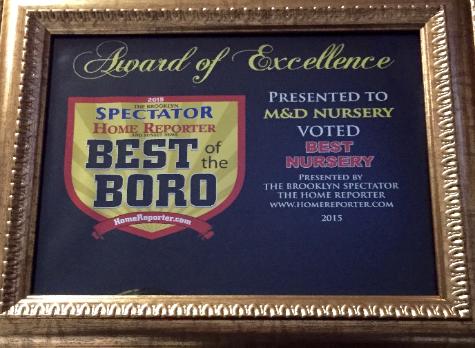 Award of Excellence
2015
THE BROOKLYN
SPECTATOR
HOME REPORTER
AND SUNSET NEWS
BEST of the
BORO
HomeReporter.com
PRESENTED TO
M&D NURSERY
VOTED
BEST
NURSERY
PRESENTED BY
THE BROOKLYN SPECTATOR
THE HOME REPORTER
WWW.HOMEREPORTER.COM
2015